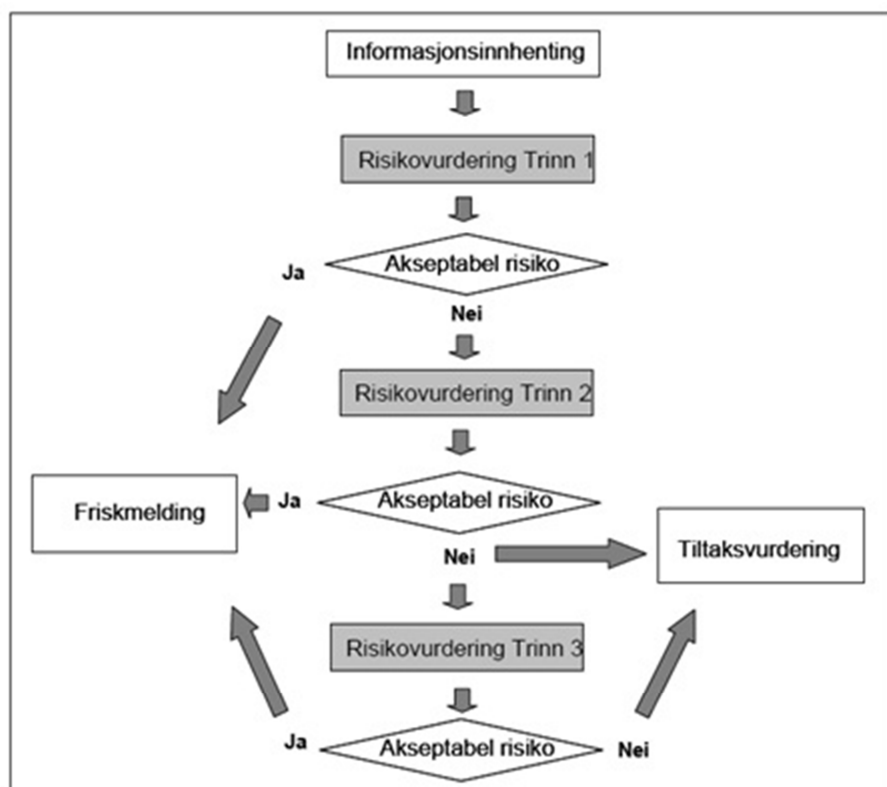 Informasjonsinnhenting
Risikovurdering Trinn 1
Akseptabel risiko
Ja
Nei
Risikovurdering Trinn 2
Akseptabel risiko
Ja
Friskmelding
Nei
Tiltaksvurdering
Risikovurdering Trinn 3
Ja
Akseptabel risiko
Nei